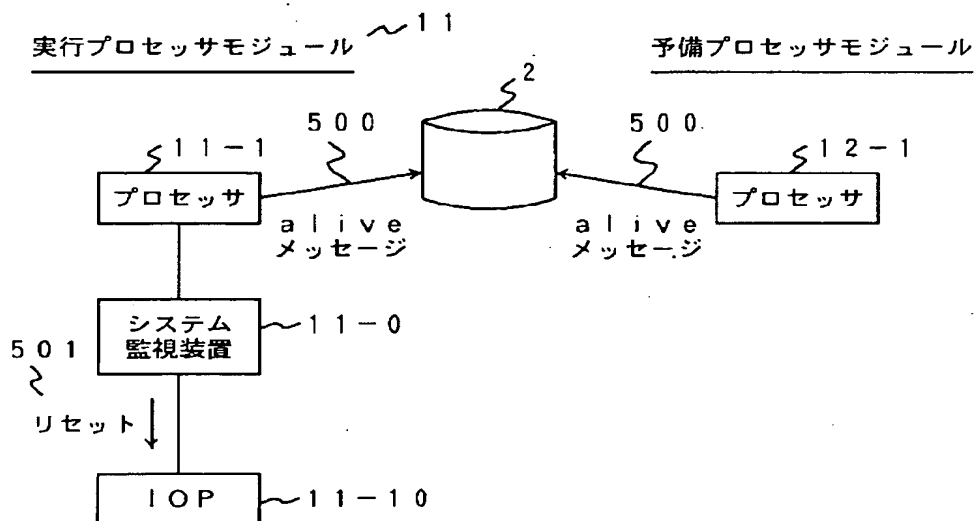 実行プロセッサモジュール
11
予備プロセッサモジュール
2
500
500
11-1
12-1
プロセッサ
プロセッサ
alive
メッセージ
alive
メッセージ
システム
監視装置
11-0
501
リセット
IOP
11-10